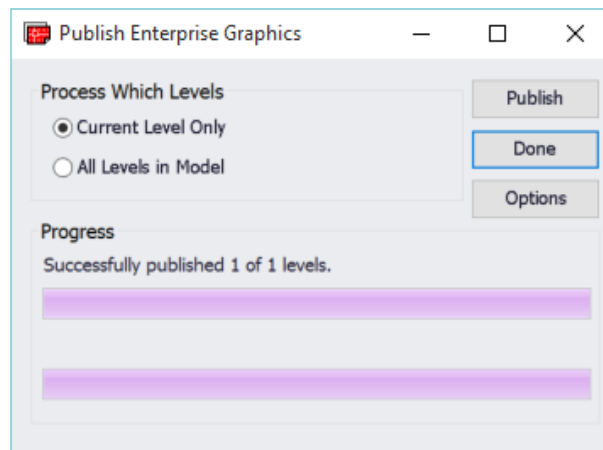 Publish Enterprise Graphics
Process Which Levels
Current Level Only
All Levels in Model
Publish
Done
Options
Progress
Successfully published 1 of 1 levels.